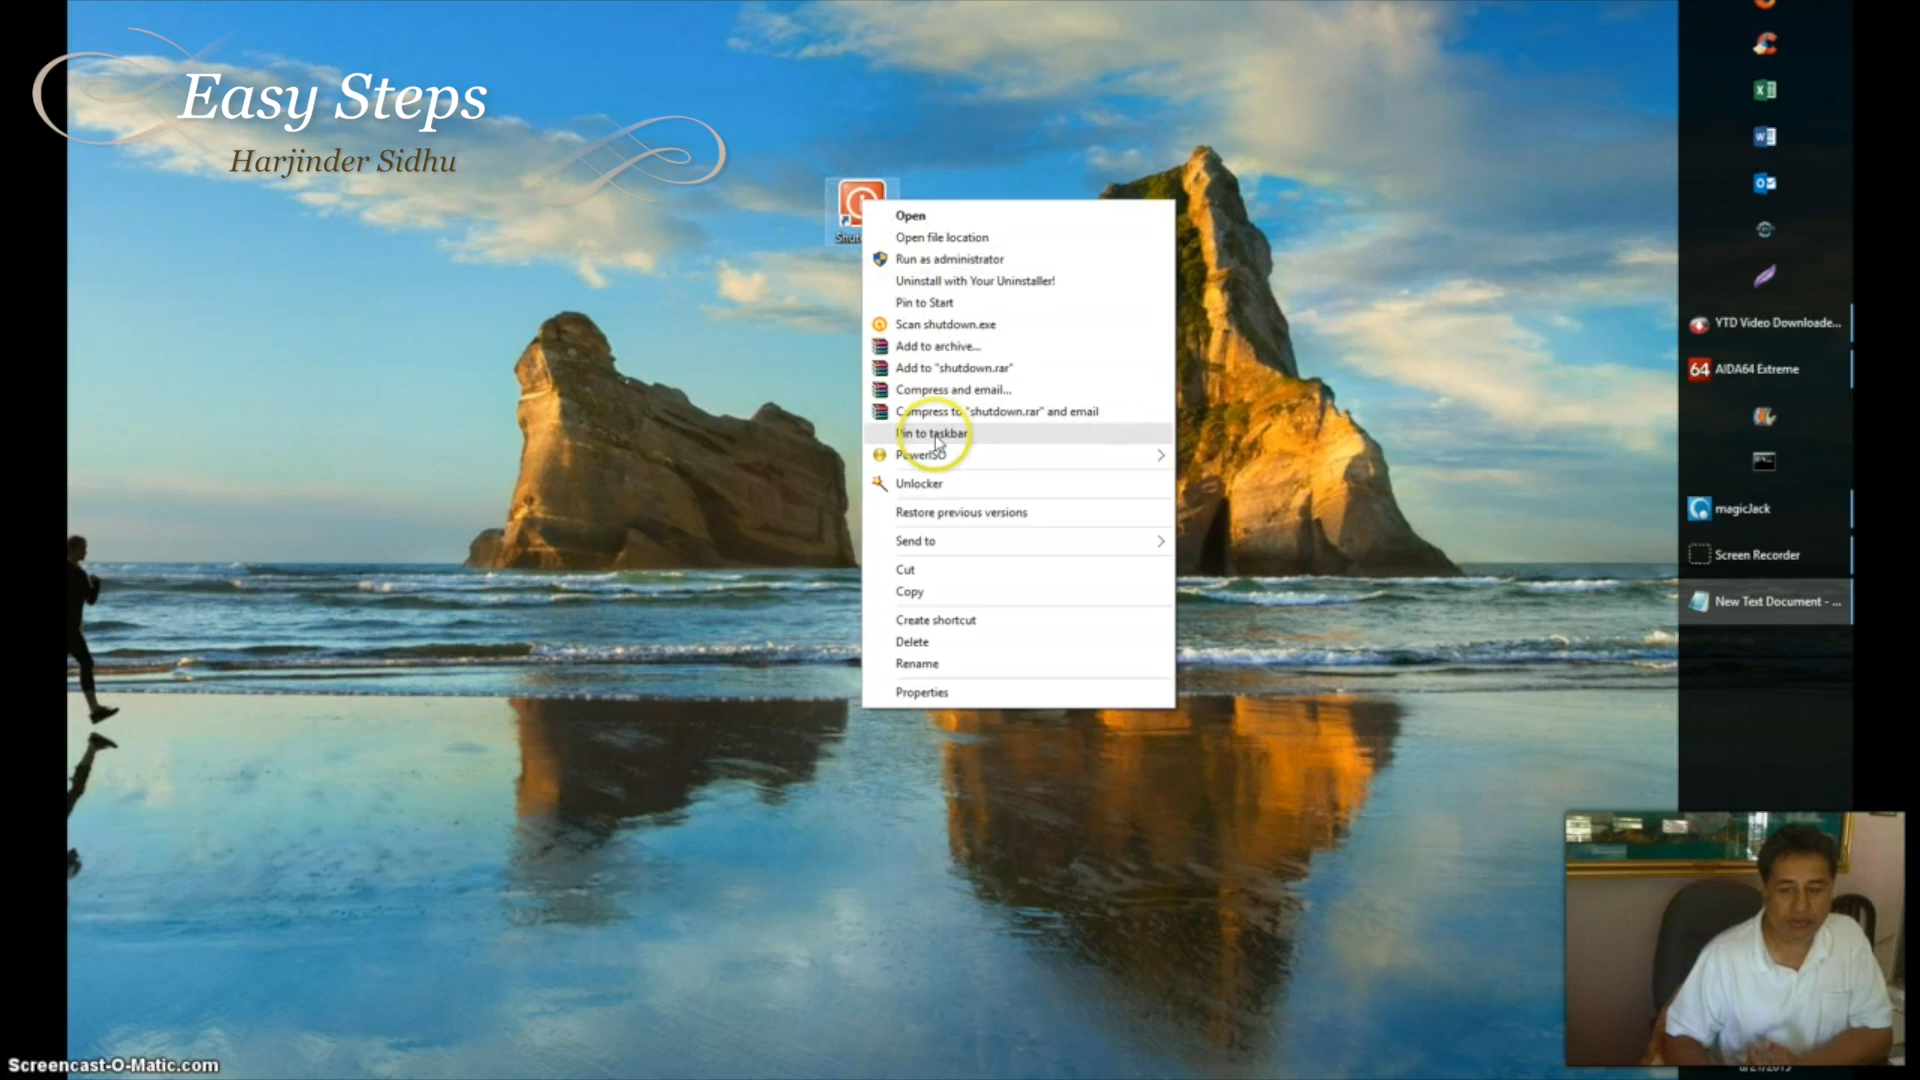 Easy Steps
Harjinder Sidhu
Open
Open file location
Run as administrator
Uninstall with Your Uninstaller!
Pin to Start
Scan shutdown.exe
Add to archive...
Add to "shutdown.rar"
Compress and email...
Compress to "shutdown.rar" and email
Pin to taskbar
PowerISO
Unlocker
Restore previous versions
Send to
Cut
Copy
Create shortcut
Delete
Rename
Properties
YTD Video Downloade...
64 AIDA64 Extreme
magicJack
Screen Recorder
New Text Document - ...
Screencast-O-Matic.com